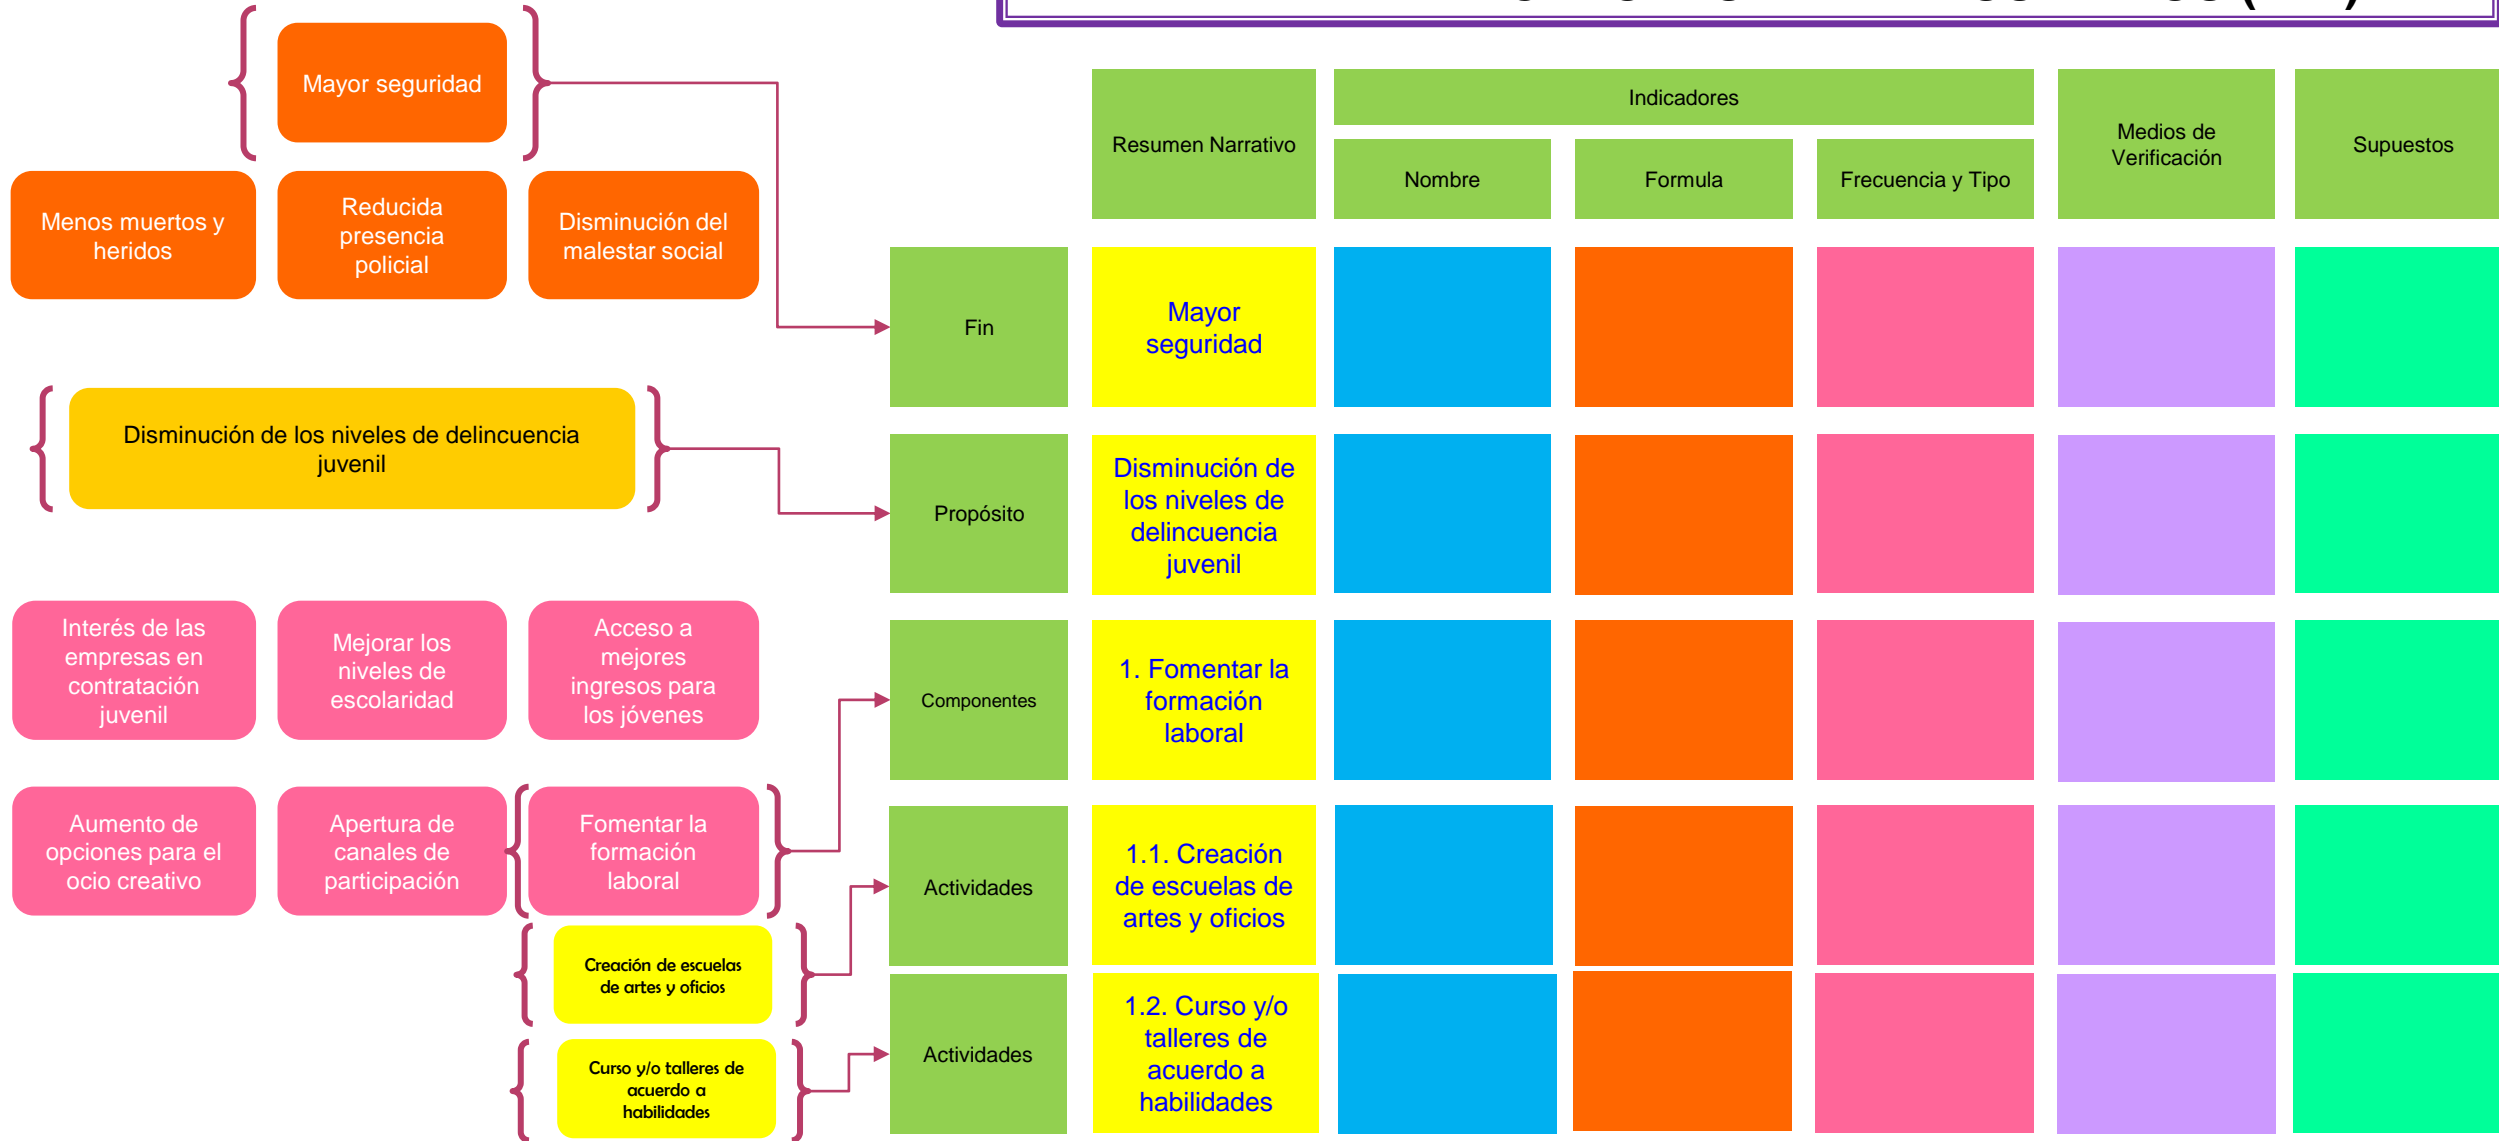 Mayor seguridad
Menos muertos y
heridos
Reducida
presencia
policial
Disminución del
malestar social
Disminución de los niveles de delincuencia
juvenil
Interés de las
empresas en
contratación
juvenil
Mejorar los
niveles de
escolaridad
Acceso a
mejores
ingresos para
los jóvenes
Aumento de
opciones para el
ocio creativo
Apertura de
canales de
participación
Fomentar la
formación
laboral
Creación de escuelas
de artes y oficios
Curso y/o talleres de
acuerdo a
habilidades
Resumen Narrativo
Indicadores
Nombre
Formula
Frecuencia y Tipo
Medios de
Verificación
Supuestos
Fin
Mayor
seguridad
Propósito
Disminución de
los niveles de
delincuencia
juvenil
Componentes
1. Fomentar la
formación
laboral
Actividades
1.1. Creación
de escuelas de
artes y oficios
Actividades
1.2. Curso y/o
talleres de
acuerdo a
habilidades